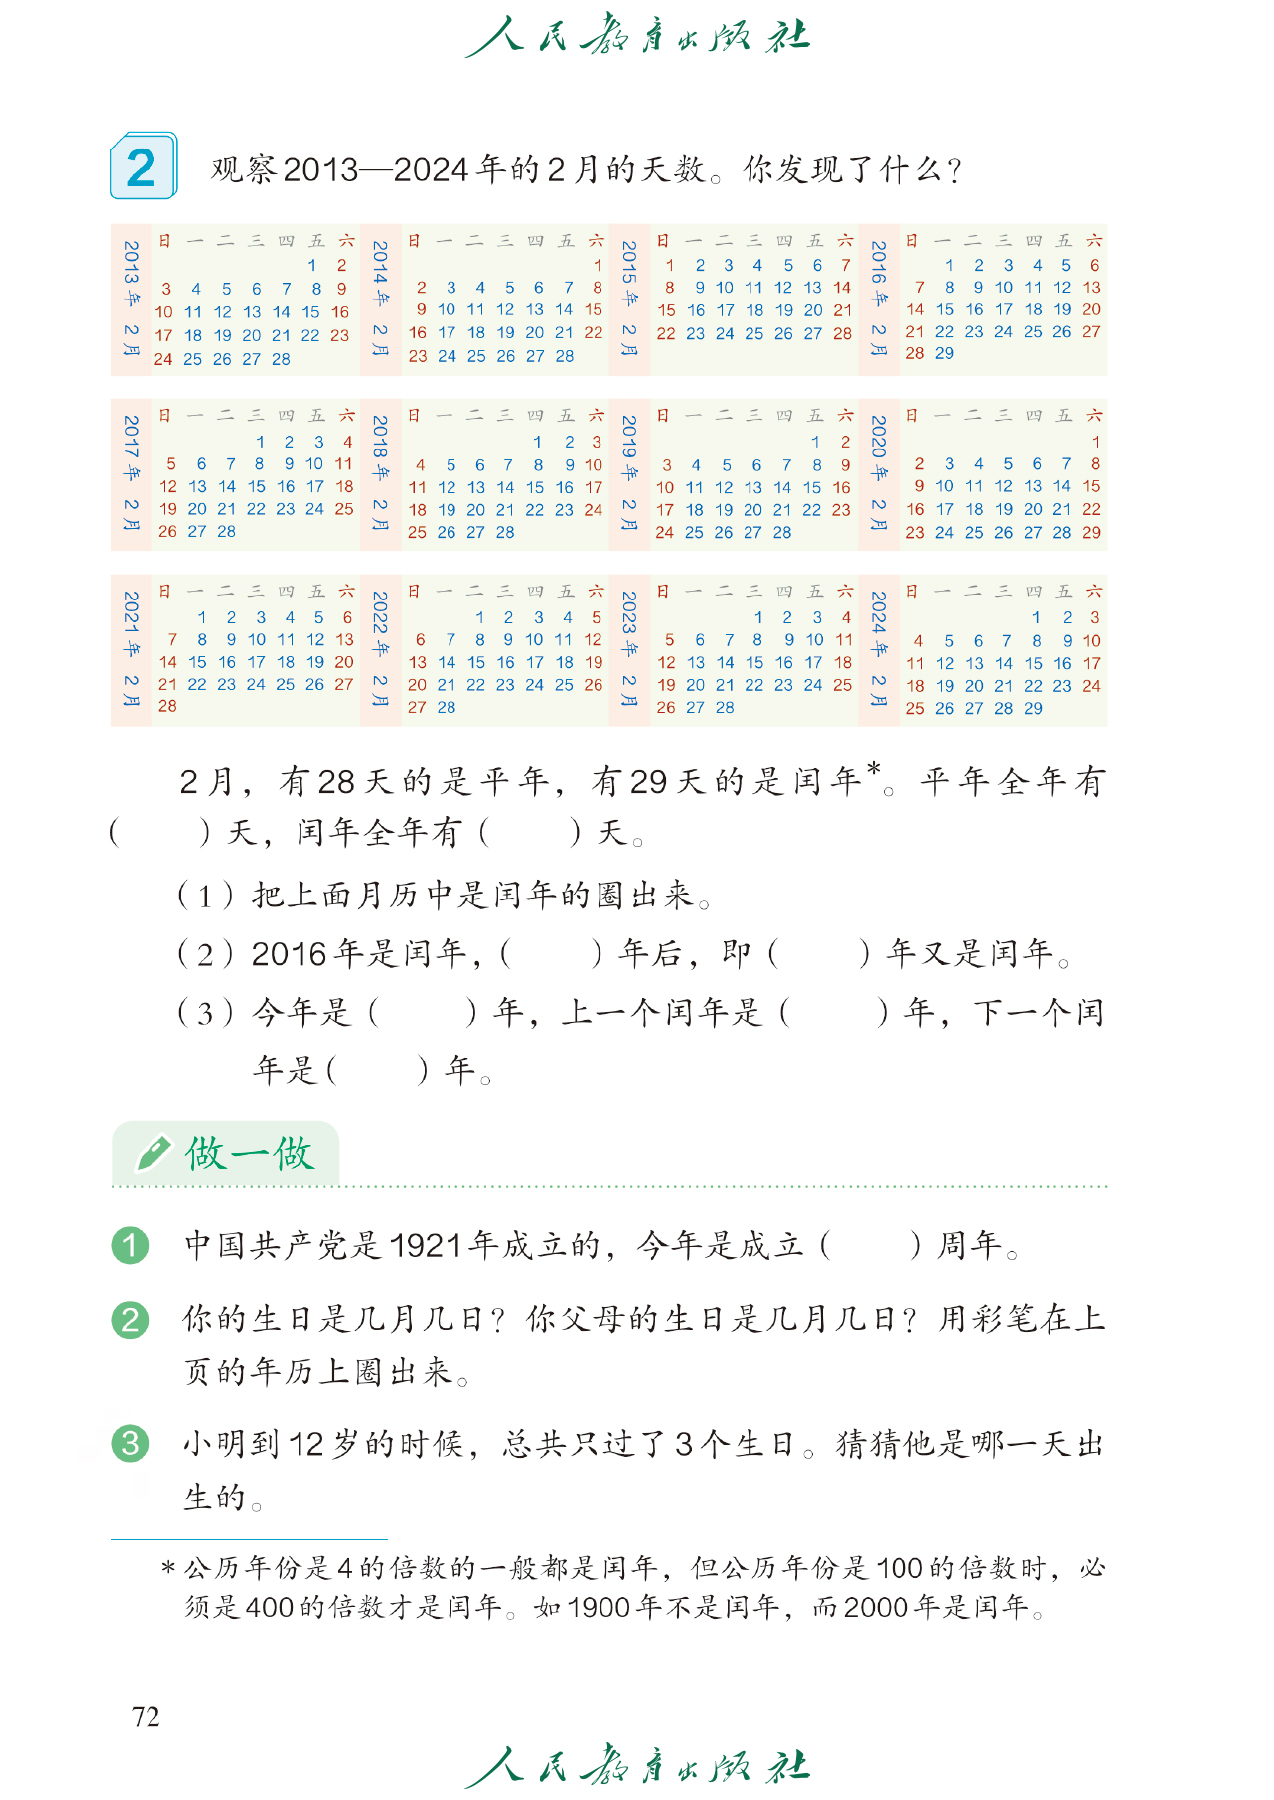 人民教育出版社
2 观察2013—2024年的2月的天数。你发现了什么？
2013年 2月
日 一 二 三 四 五 六
1 2
3 4 5 6 7 8 9
10 11 12 13 14 15 16
17 18 19 20 21 22 23
24 25 26 27 28
2014年 2月
日 一 二 三 四 五 六
1
2 3 4 5 6 7 8
9 10 11 12 13 14 15
16 17 18 19 20 21 22
23 24 25 26 27 28
2015年 2月
日 一 二 三 四 五 六
1 2 3 4 5 6 7
8 9 10 11 12 13 14
15 16 17 18 19 20 21
22 23 24 25 26 27 28
2016年 2月
日 一 二 三 四 五 六
1 2 3 4 5 6
7 8 9 10 11 12 13
14 15 16 17 18 19 20
21 22 23 24 25 26 27
28 29
2017年 2月
日 一 二 三 四 五 六
1 2 3 4
5 6 7 8 9 10 11
12 13 14 15 16 17 18
19 20 21 22 23 24 25
26 27 28
2018年 2月
日 一 二 三 四 五 六
1 2 3
4 5 6 7 8 9 10
11 12 13 14 15 16 17
18 19 20 21 22 23 24
25 26 27 28
2019年 2月
日 一 二 三 四 五 六
1 2
3 4 5 6 7 8 9
10 11 12 13 14 15 16
17 18 19 20 21 22 23
24 25 26 27 28
2020年 2月
日 一 二 三 四 五 六
1
2 3 4 5 6 7 8
9 10 11 12 13 14 15
16 17 18 19 20 21 22
23 24 25 26 27 28 29
2021年 2月
日 一 二 三 四 五 六
1 2 3 4 5 6
7 8 9 10 11 12 13
14 15 16 17 18 19 20
21 22 23 24 25 26 27
28
2022年 2月
日 一 二 三 四 五 六
1 2 3 4 5
6 7 8 9 10 11 12
13 14 15 16 17 18 19
20 21 22 23 24 25 26
27 28
2023年 2月
日 一 二 三 四 五 六
1 2 3 4
5 6 7 8 9 10 11
12 13 14 15 16 17 18
19 20 21 22 23 24 25
26 27 28
2024年 2月
日 一 二 三 四 五 六
1 2 3
4 5 6 7 8 9 10
11 12 13 14 15 16 17
18 19 20 21 22 23 24
25 26 27 28 29
2月，有28天的是平年，有29天的是闰年*。平年全年有
（　　）天，闰年全年有（　　）天。
（1）把上面月历中是闰年的圈出来。
（2）2016年是闰年，（　　）年后，即（　　）年又是闰年。
（3）今年是（　　）年，上一个闰年是（　　）年，下一个闰
年是（　　）年。
做一做
1 中国共产党是1921年成立的，今年是成立（　　）周年。
2 你的生日是几月几日？你父母的生日是几月几日？用彩笔在上
页的年历上圈出来。
3 小明到12岁的时候，总共只过了3个生日。猜猜他是哪一天出
生的。
*公历年份是4的倍数的一般都是闰年，但公历年份是100的倍数时，必
须是400的倍数才是闰年。如1900年不是闰年，而2000年是闰年。
72
人民教育出版社